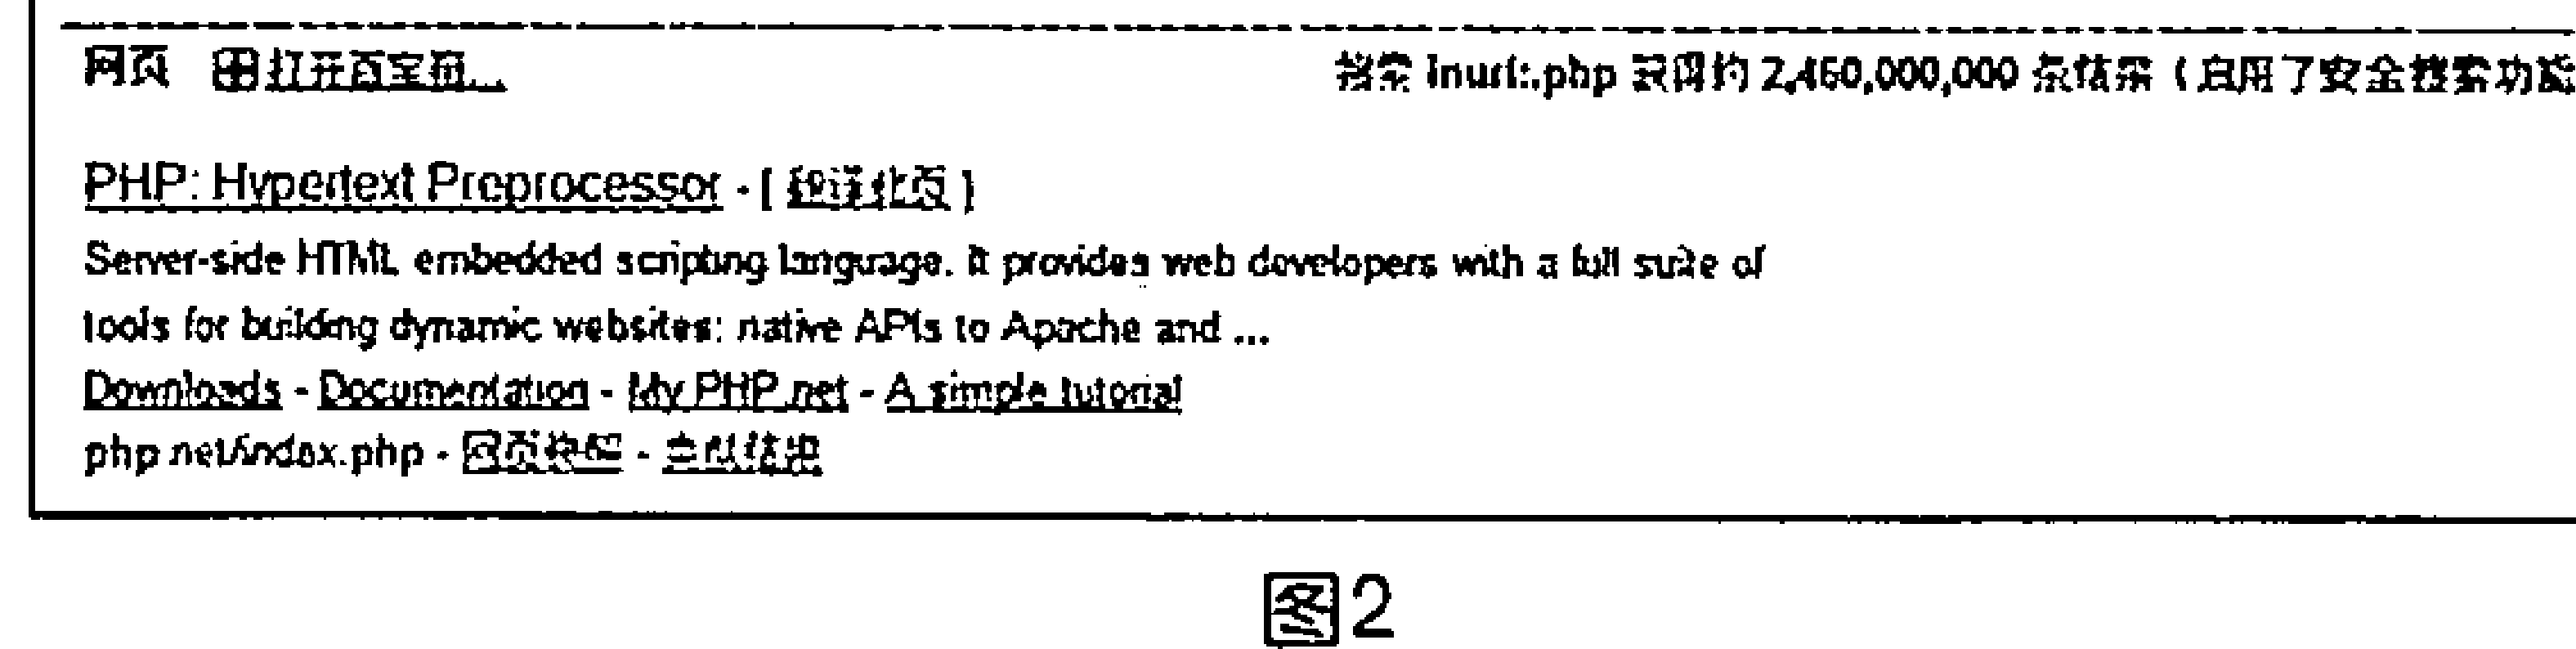 网页 打开百宝箱...
搜索 inurl:.php 获得约 2,460,000,000 条结果 (启用了安全搜索功能
PHP: Hypertext Preprocessor - [ 翻译此页 ]
Server-side HTML embedded scripting language. It provides web developers with a full suite of
tools for building dynamic websites: native APIs to Apache and ...
Downloads - Documentation - My PHP.net - A simple tutorial
php.net/index.php - 网页快照 - 类似结果
图2